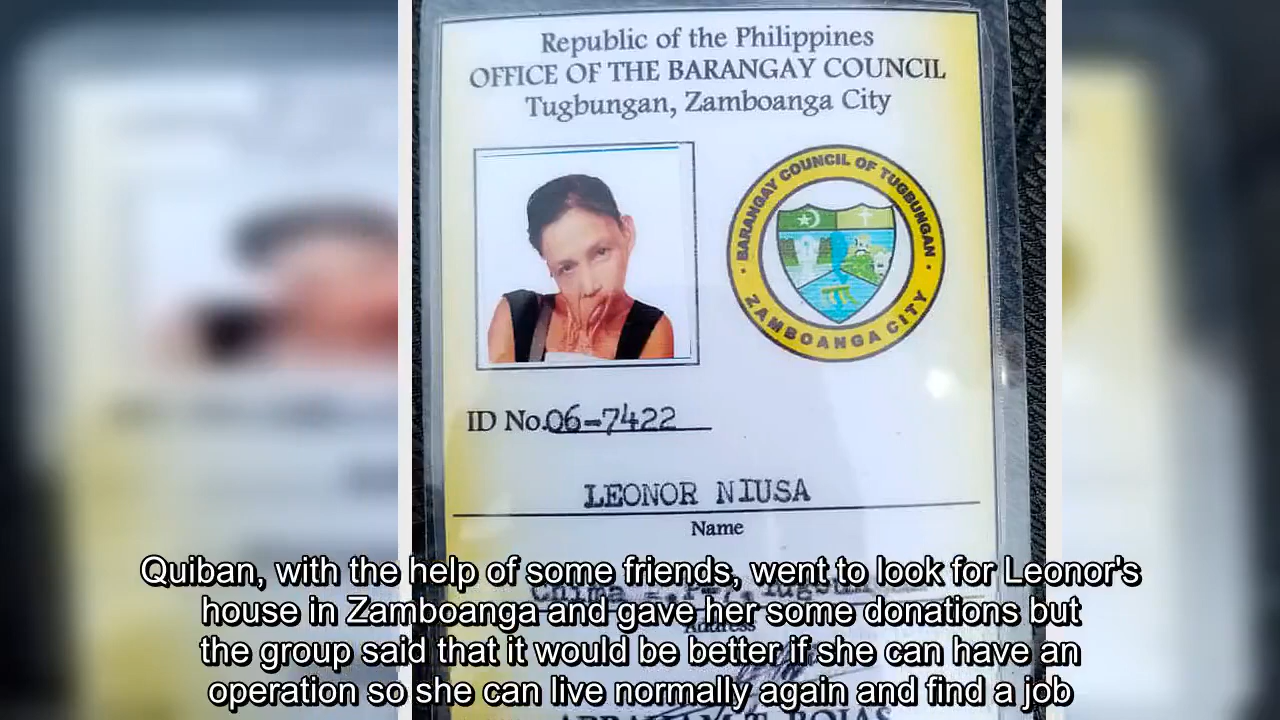 Republic of the Philippines
OFFICE OF THE BARANGAY COUNCIL
Tugbungan, Zamboanga City
BARANGAY COUNCIL OF TUGBUNGAN
ZAMBOANGA CITY
ID No. 06-7422
LEONOR NIUSA
Name
Quiban, with the help of some friends, went to look for Leonor's
house in Zamboanga and gave her some donations but
Address
the group said that it would be better if she can have an
operation so she can live normally again and find a job